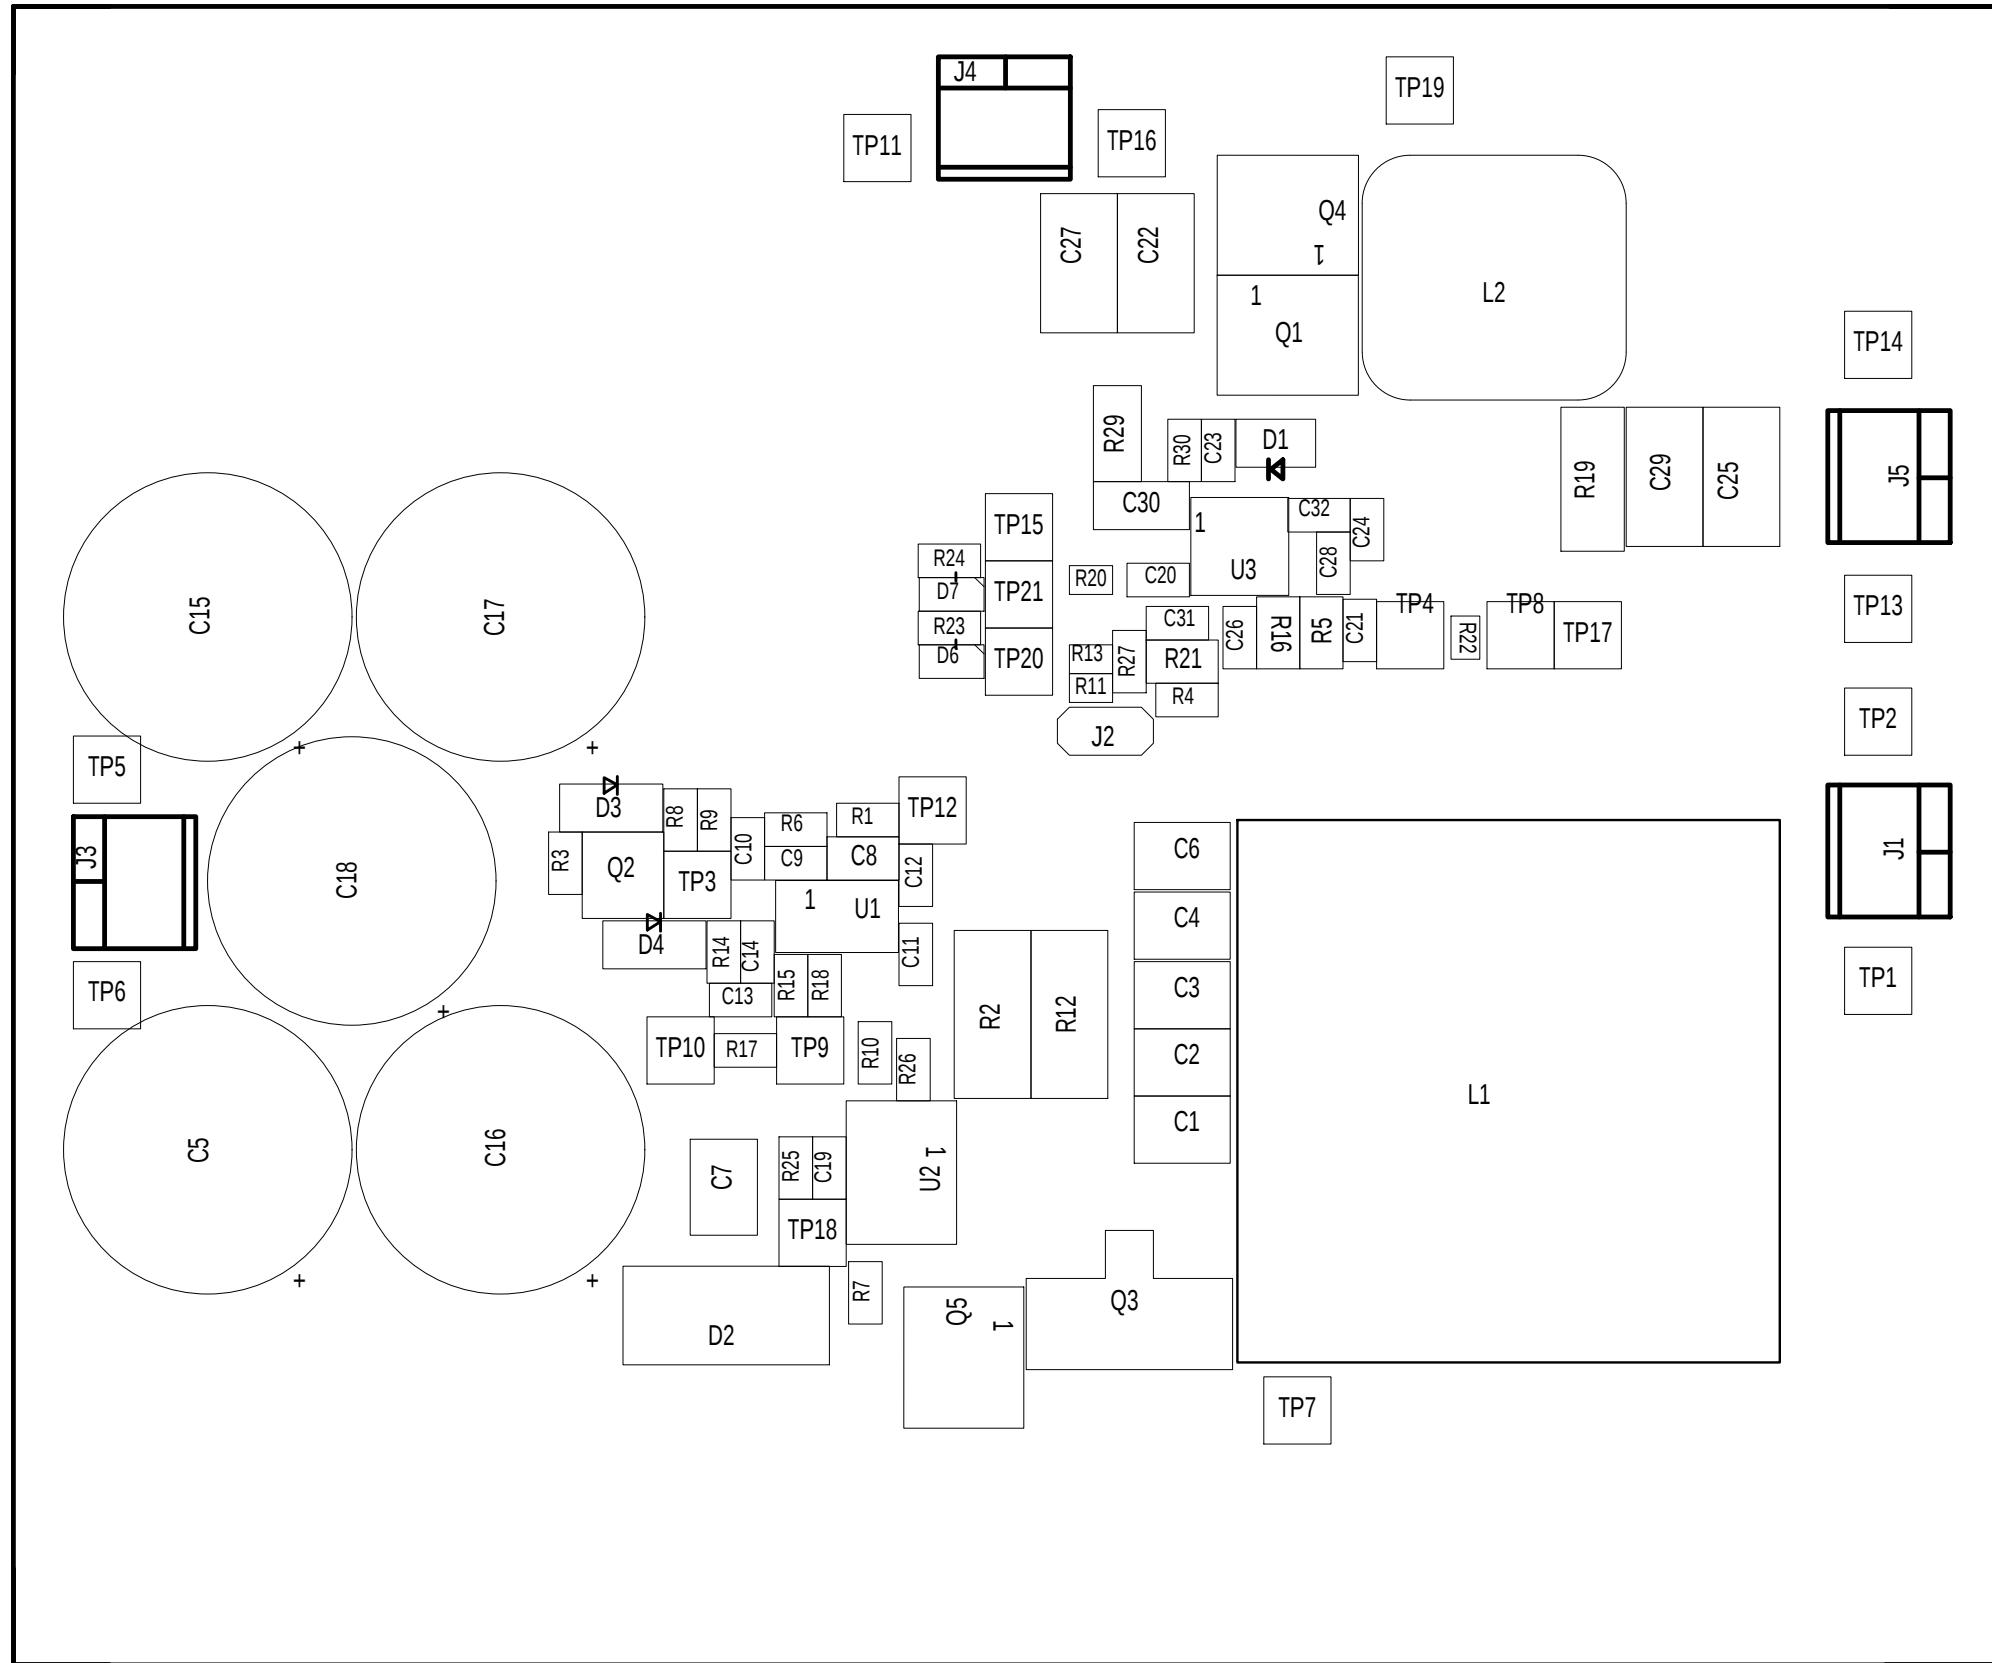 J4
TP19
TP11
TP16
Q4
C27
C22
1
L2
1
Q1
TP14
R29
R30
C23
D1
R19
C29
C25
J5
C30
1
C32
C24
TP15
R24
D7
TP21
R20
C20
U3
C28
C15
C17
TP4
TP8
TP13
R23
D6
TP20
C31
C26
R16
R5
C21
R22
TP17
R13
R27
R21
R11
R4
J2
TP2
+
+
TP5
D3
R8
R9
R6
R1
TP12
C10
J3
C18
R3
Q2
TP3
C9
C8
C12
C6
J1
1
U1
C4
D4
R14
C14
C11
TP6
C13
R15
R18
C3
TP1
+
R2
R12
TP10
R17
TP9
R10
R26
C2
L1
C5
C16
C1
C7
R25
C19
1
U2
TP18
+
+
R7
Q5
1
Q3
D2
TP7